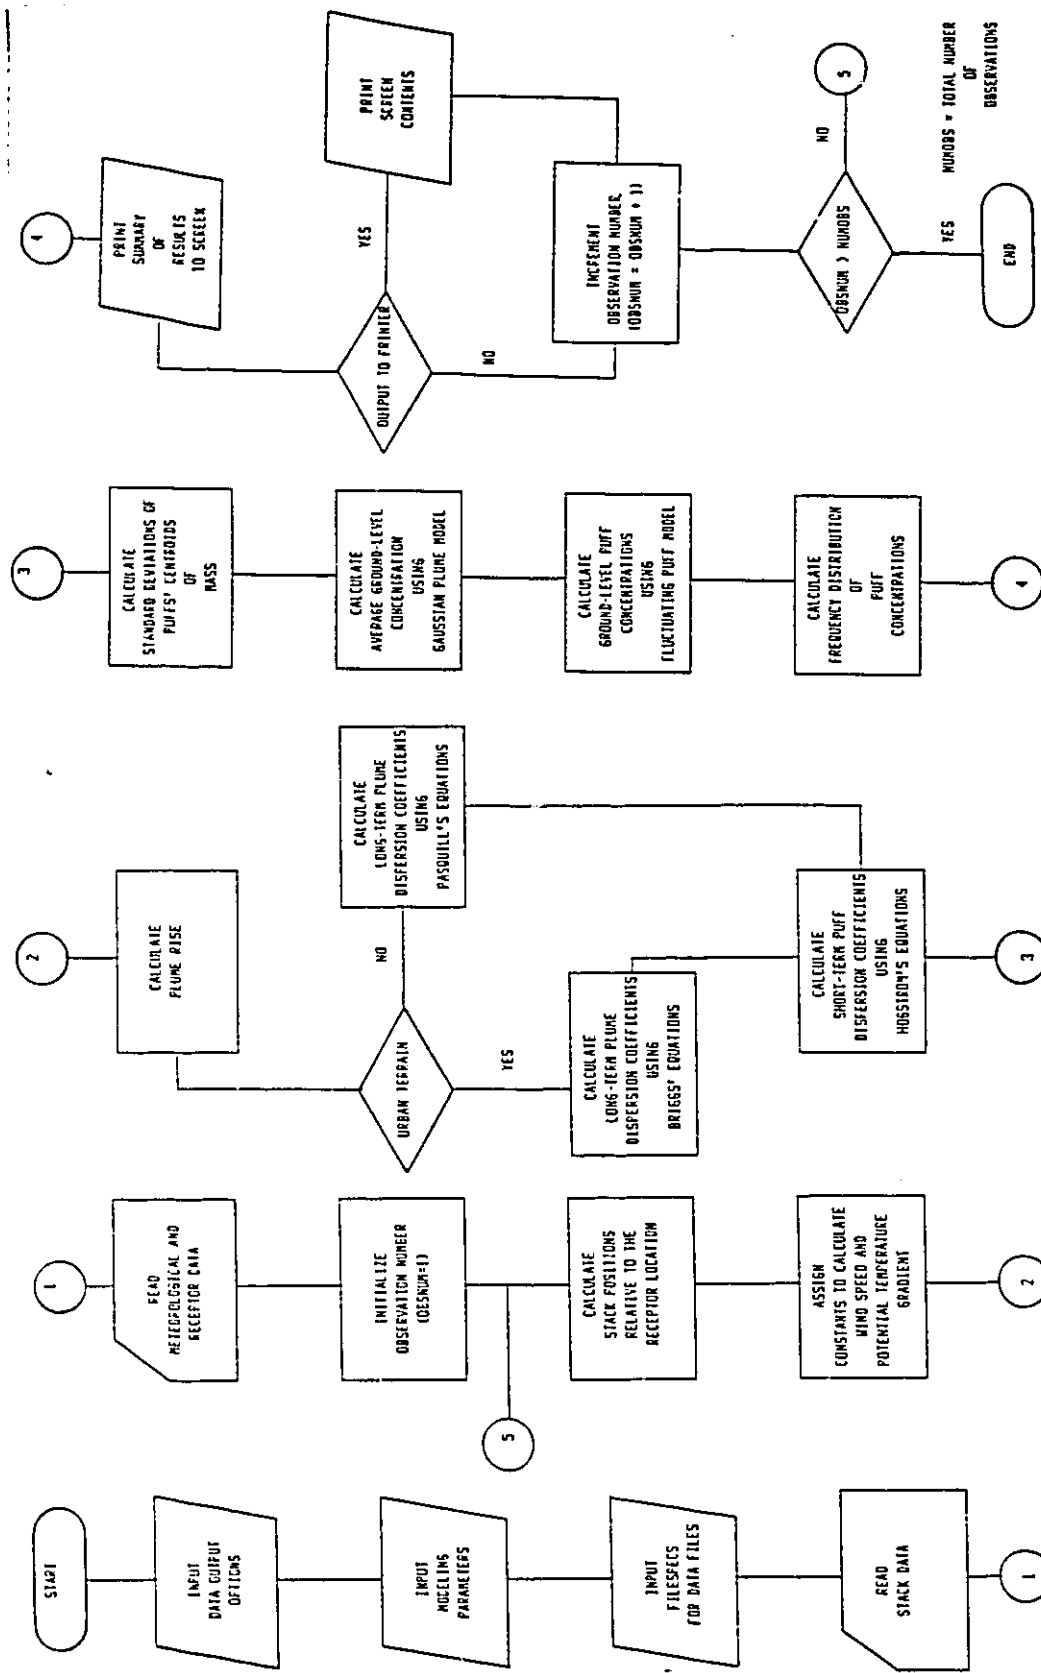 START
INPUT
DATA OUTPUT
OPTIONS
INPUT
MODELING
PARAMETERS
INPUT
FILESPECS
FOR DATA FILES
READ
STACK DATA
1
1
READ
METEOROLOGICAL AND
RECEPTOR DATA
INITIALIZE
OBSERVATION NUMBER
(OBSNUM=1)
5
CALCULATE
STACK POSITIONS
RELATIVE TO THE
RECEPTOR LOCATION
ASSIGN
CONSTANTS TO CALCULATE
WIND SPEED AND
POTENTIAL TEMPERATURE
GRADIENT
2
2
CALCULATE
PLUME RISE
URBAN TERRAIN
NO
YES
CALCULATE
LONG-TERM PLUME
DISPERSION COEFFICIENTS
USING
PASQUILL'S EQUATIONS
CALCULATE
LONG-TERM PLUME
DISPERSION COEFFICIENTS
USING
BRIGGS' EQUATIONS
CALCULATE
SHORT-TERM PUFF
DISPERSION COEFFICIENTS
USING
HOGSTROM'S EQUATIONS
3
3
CALCULATE
STANDARD DEVIATIONS OF
PUFFS' CENTROIDS
OF
MASS
CALCULATE
AVERAGE GROUND-LEVEL
CONCENTRATION
USING
GAUSSIAN PLUME MODEL
CALCULATE
GROUND-LEVEL PUFF
CONCENTRATIONS
USING
FLUCTUATING PUFF MODEL
CALCULATE
FREQUENCY DISTRIBUTION
OF
PUFF
CONCENTRATIONS
4
4
PRINT
SUMMARY
OF
RESULTS
TO SCREEN
OUTPUT TO PRINTER
YES
NO
PRINT
SCREEN
CONTENTS
INCREMENT
OBSERVATION NUMBER
(OBSNUM = OBSNUM + 1)
OBSNUM > NUMOBS
NO
5
YES
END
NUMOBS = TOTAL NUMBER
OF
OBSERVATIONS